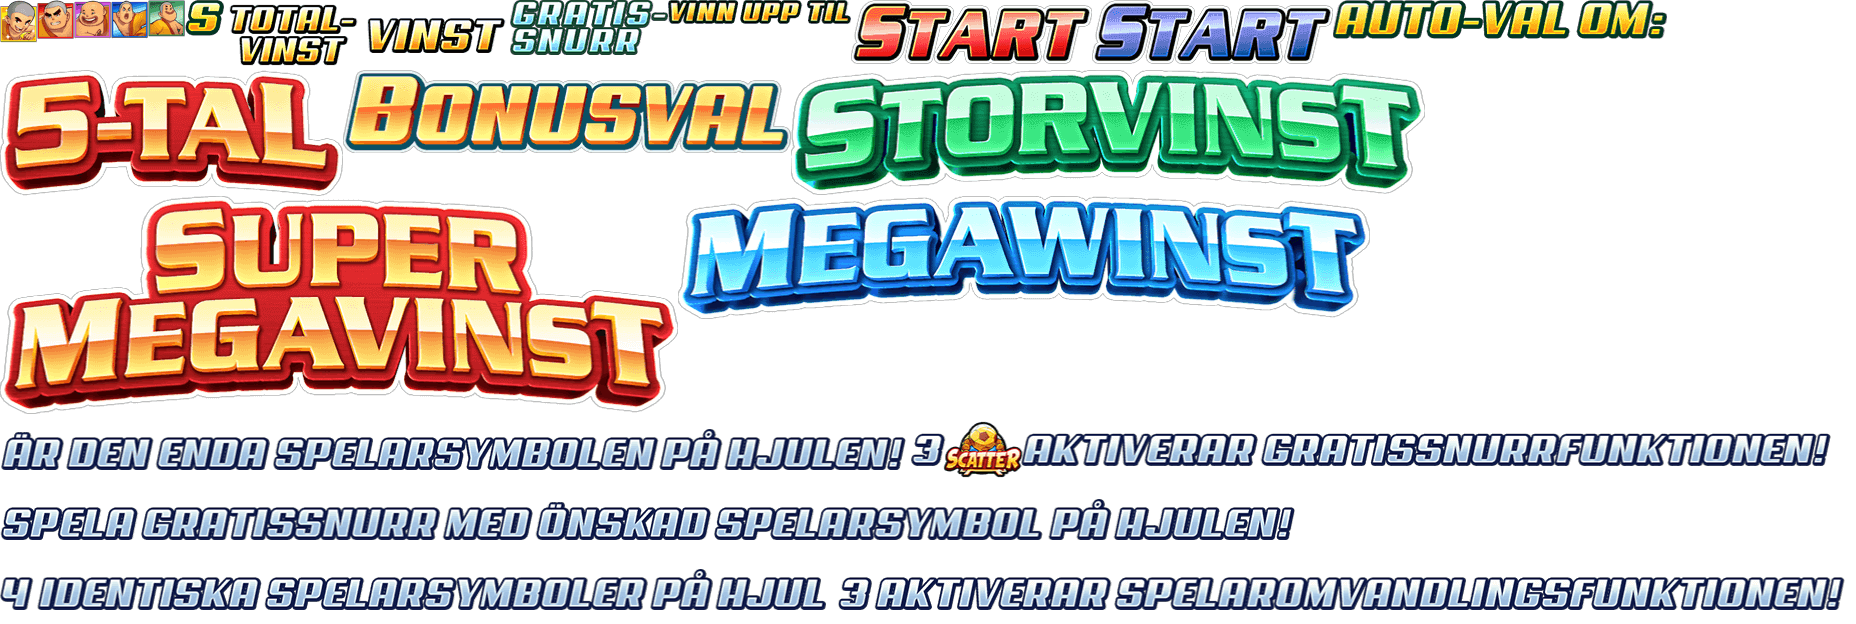 S
TOTAL-
VINST
VINST
GRATIS-
SNURR
VINN UPP TIL
START
START
AUTO-VAL OM:
5-TAL
BONUSVAL
STORVINST
SUPER
MEGAVINST
MEGAWINST
ÄR DEN ENDA SPELARSYMBOLEN PÅ HJULEN!
3 SCATTER AKTIVERAR GRATISSNURRFUNKTIONEN!
SPELA GRATISSNURR MED ÖNSKAD SPELARSYMBOL PÅ HJULEN!
4 IDENTISKA SPELARSYMBOLER PÅ HJUL 3 AKTIVERAR SPELAROMVANDLINGSFUNKTIONEN!